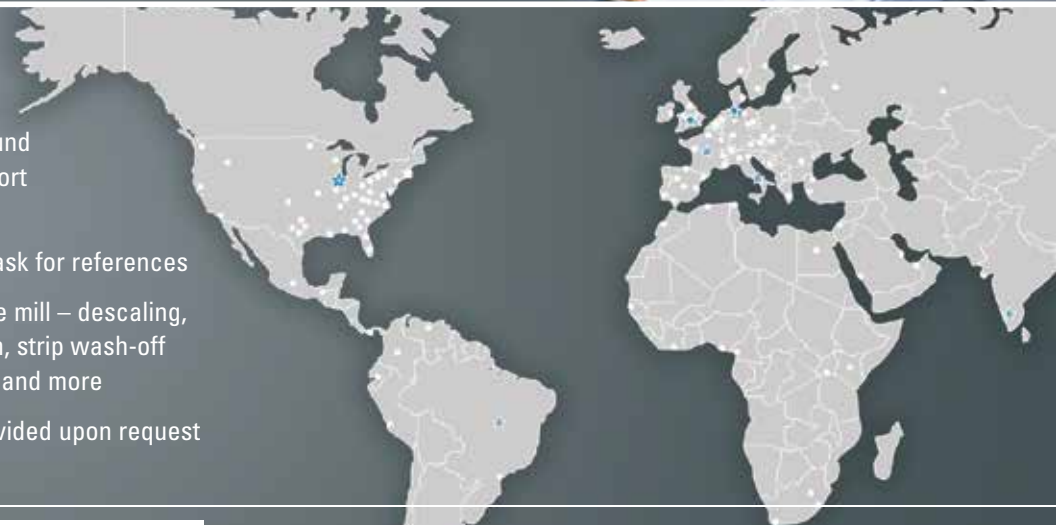 und
ort
ask for references
e mill – descaling,
n, strip wash-off
and more
vided upon request